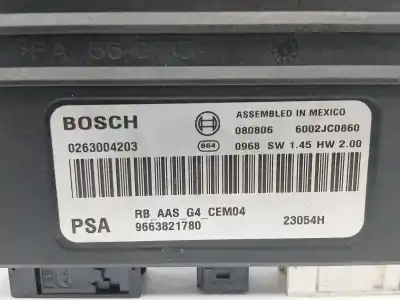 BOSCH
ASSEMBLED IN MEXICO
080806 6002JC0860
0263004203
864 0968 SW 1.45 HW 2.00
RB_AAS_G4_CEM04
PSA 9663821780 23054H